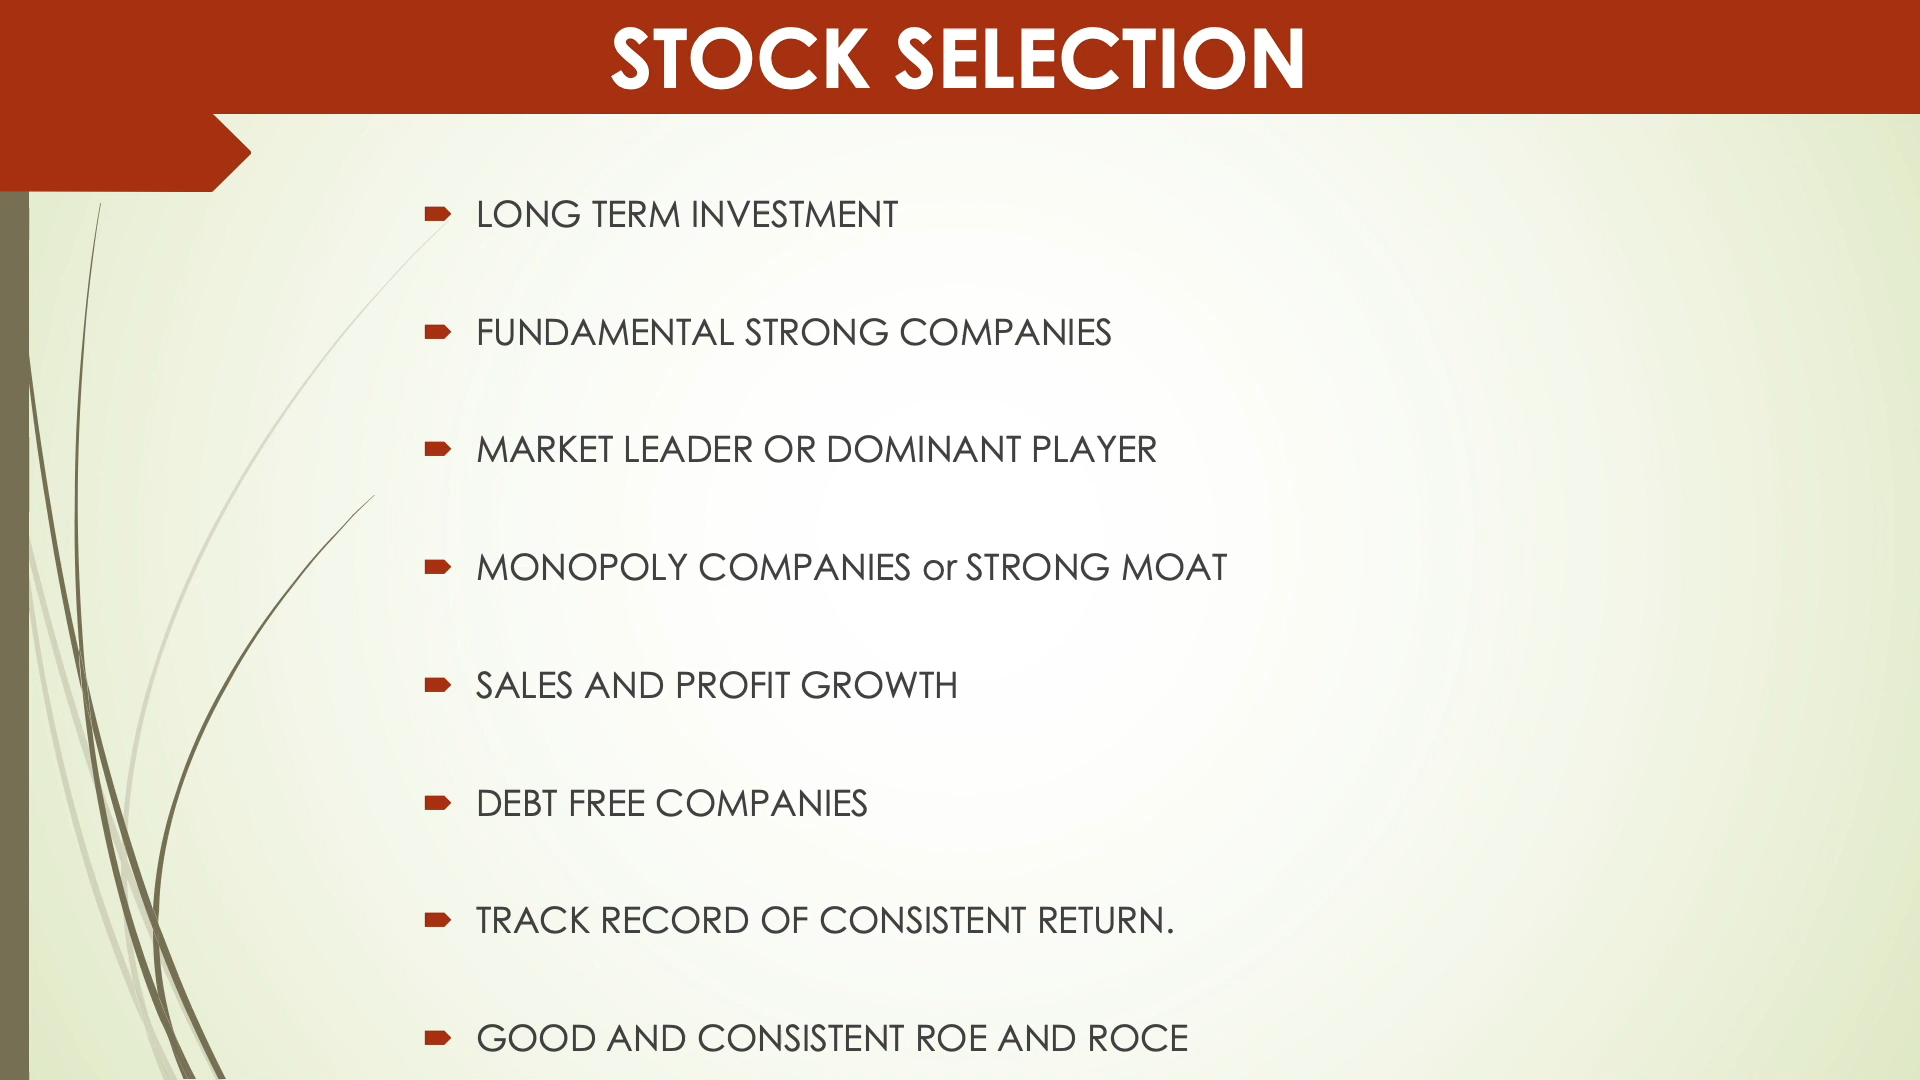 STOCK SELECTION
LONG TERM INVESTMENT
FUNDAMENTAL STRONG COMPANIES
MARKET LEADER OR DOMINANT PLAYER
MONOPOLY COMPANIES or STRONG MOAT
SALES AND PROFIT GROWTH
DEBT FREE COMPANIES
TRACK RECORD OF CONSISTENT RETURN.
GOOD AND CONSISTENT ROE AND ROCE